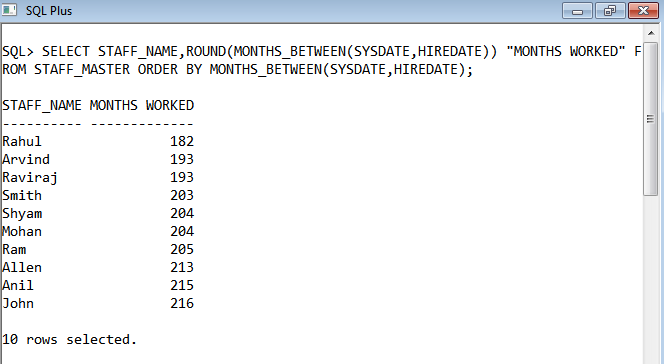 SQL Plus
SQL> SELECT STAFF_NAME,ROUND(MONTHS_BETWEEN(SYSDATE,HIREDATE)) "MONTHS WORKED" F
ROM STAFF_MASTER ORDER BY MONTHS_BETWEEN(SYSDATE,HIREDATE);
STAFF_NAME MONTHS WORKED
---------- -------------
Rahul 182
Arvind 193
Raviraj 193
Smith 203
Shyam 204
Mohan 204
Ram 205
Allen 213
Anil 215
John 216
10 rows selected.